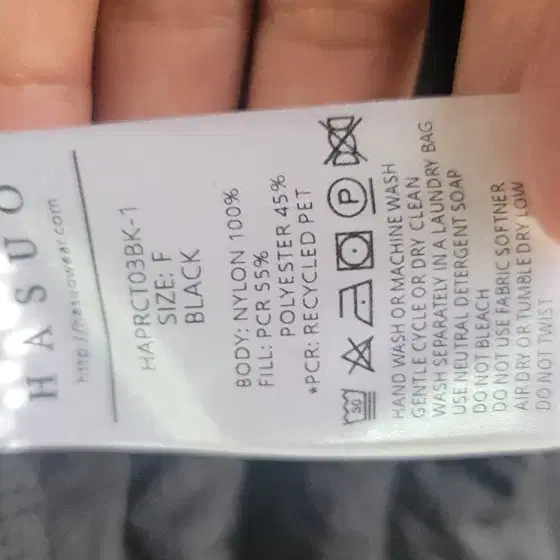 HASUO
http://hasuowear.com
HAPRCT03BK-1
SIZE: F
BLACK
BODY: NYLON 100%
FILL: PCR 55%
POLYESTER 45%
*PCR: RECYCLED PET
30
P
HAND WASH OR MACHINE WASH
GENTLE CYCLE OR DRY CLEAN
WASH SEPARATELY IN A LAUNDRY BAG
USE NEUTRAL DETERGENT SOAP
DO NOT BLEACH
DO NOT USE FABRIC SOFTNER
AIR DRY OR TUMBLE DRY LOW
DO NOT TWIST